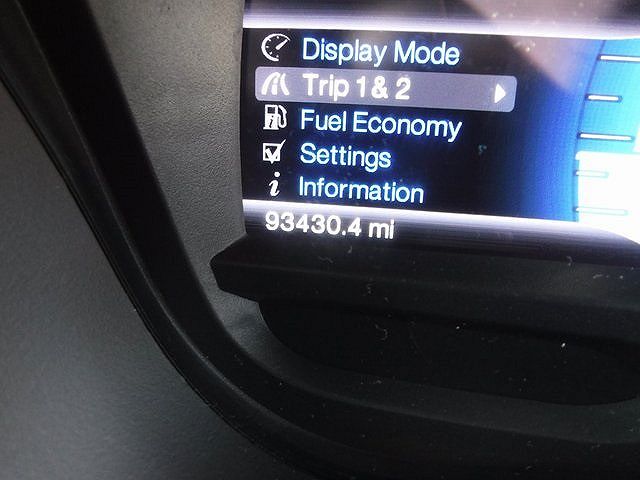 Display Mode
Trip 1 & 2
Fuel Economy
Settings
Information
93430.4 mi